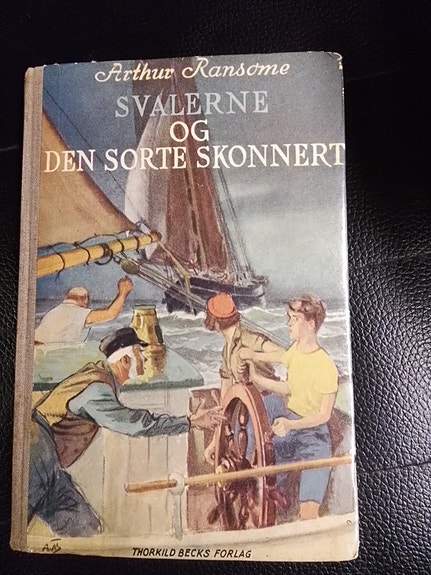 Arthur Ransome
SVALERNE
OG
DEN SORTE SKONNERT
THORKILD BECKS FORLAG